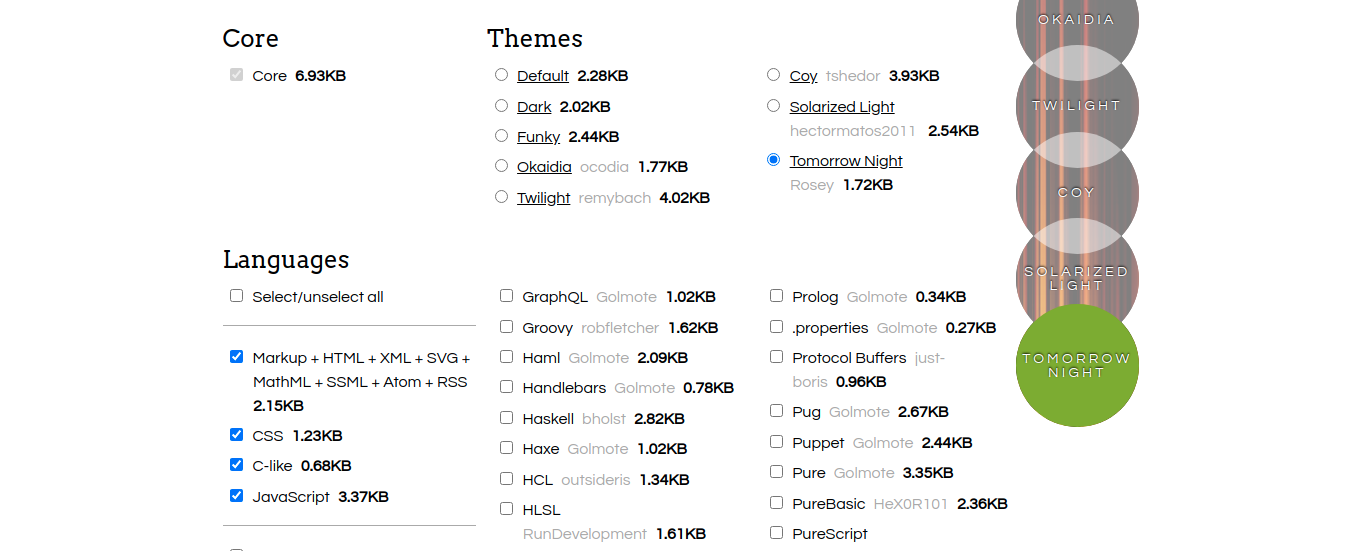 Core
Core 6.93KB
Themes
Default 2.28KB
Dark 2.02KB
Funky 2.44KB
Okaidia ocodia 1.77KB
Twilight remybach 4.02KB
Coy tshedor 3.93KB
Solarized Light
hectormatos2011 2.54KB
Tomorrow Night
Rosey 1.72KB
Languages
Select/unselect all
Markup + HTML + XML + SVG +
MathML + SSML + Atom + RSS
2.15KB
CSS 1.23KB
C-like 0.68KB
JavaScript 3.37KB
GraphQL Golmote 1.02KB
Groovy robfletcher 1.62KB
Haml Golmote 2.09KB
Handlebars Golmote 0.78KB
Haskell bholst 2.82KB
Haxe Golmote 1.02KB
HCL outsideris 1.34KB
HLSL
RunDevelopment 1.61KB
Prolog Golmote 0.34KB
.properties Golmote 0.27KB
Protocol Buffers just-
boris 0.96KB
Pug Golmote 2.67KB
Puppet Golmote 2.44KB
Pure Golmote 3.35KB
PureBasic HeX0R101 2.36KB
PureScript
OKAIDIA
TWILIGHT
COY
SOLARIZED
LIGHT
TOMORROW
NIGHT